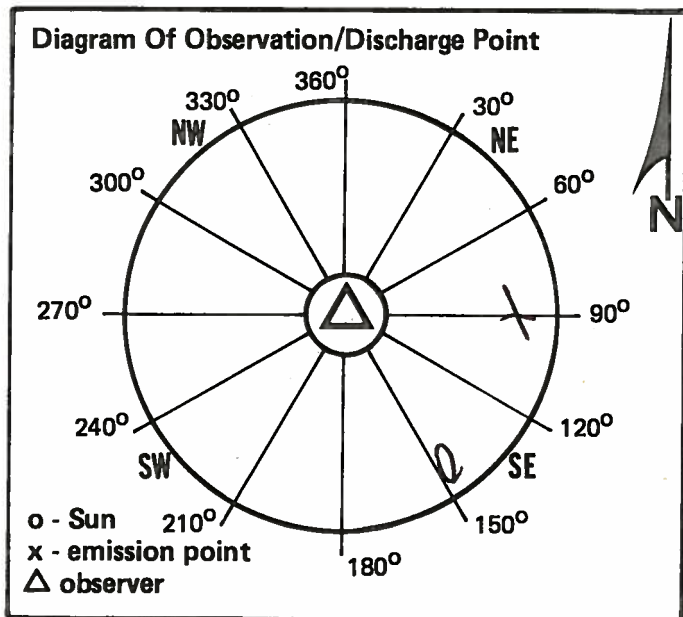 Diagram Of Observation/Discharge Point
360°
330° 30°
NW NE
300° 60°
N
270° 90°
x
240° 120°
SW SE
o
210° 150°
180°
o - Sun
x - emission point
△ observer